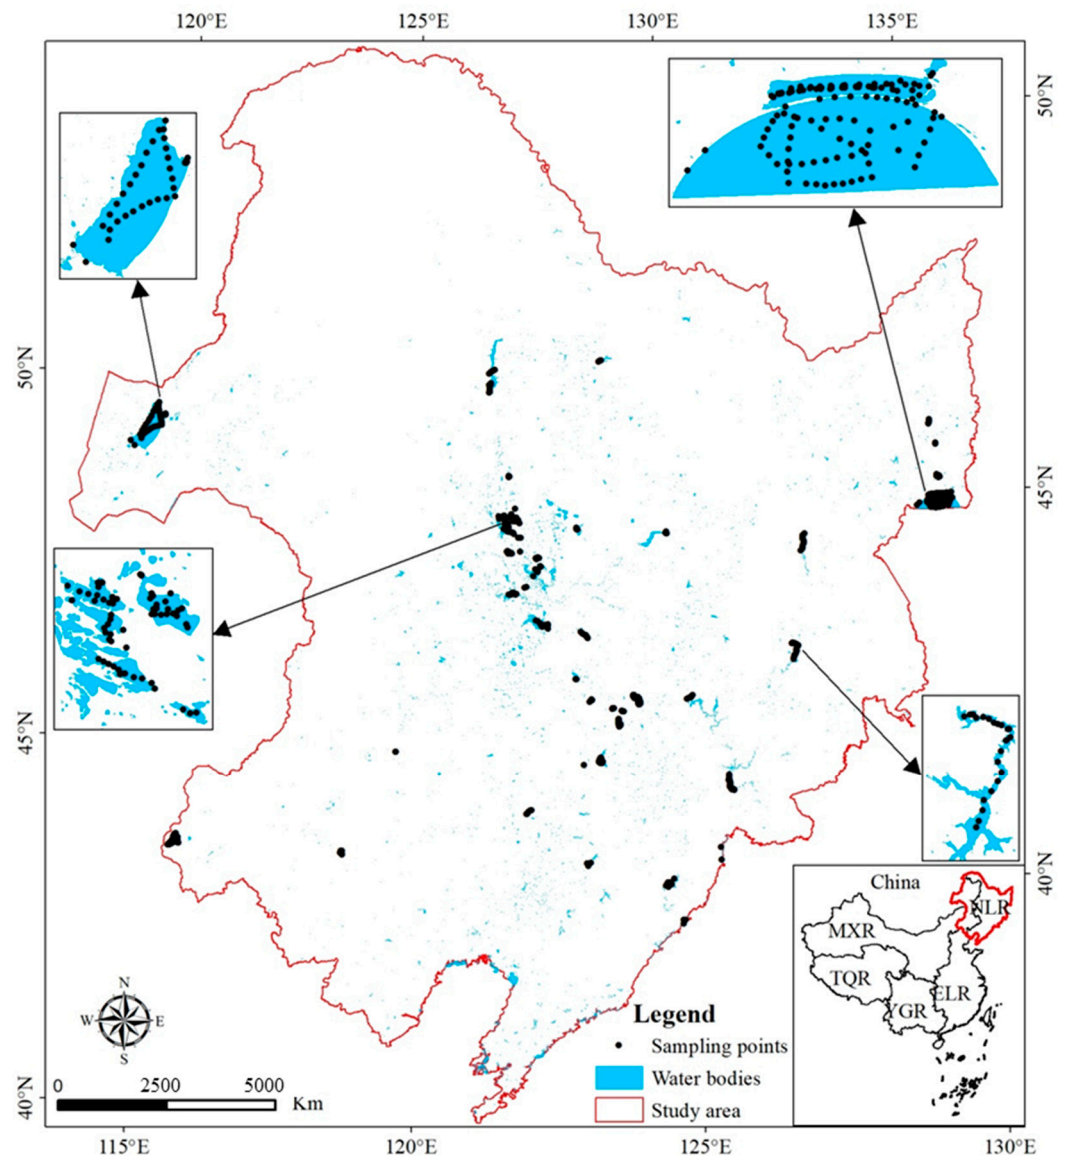 120°E 125°E 130°E 135°E
50°N
50°N
45°N
45°N
40°N
China
NLR
MXR
TQR
ELR
YGR
N
W E
S
Legend
Sampling points
Water bodies
Study area
0 2500 5000
Km
40°N
115°E 120°E 125°E 130°E